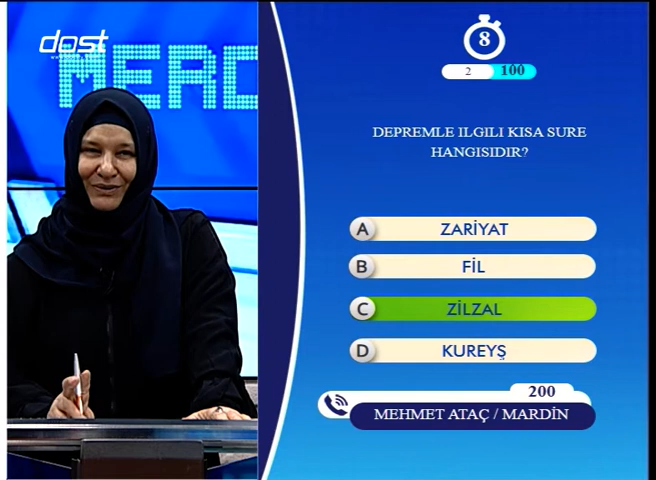 dost
MERC
8
2 100
DEPREMLE ILGILI KISA SURE
HANGISIDIR?
A ZARİYAT
B FİL
C ZİLZAL
D KUREYŞ
200
MEHMET ATAÇ / MARDİN